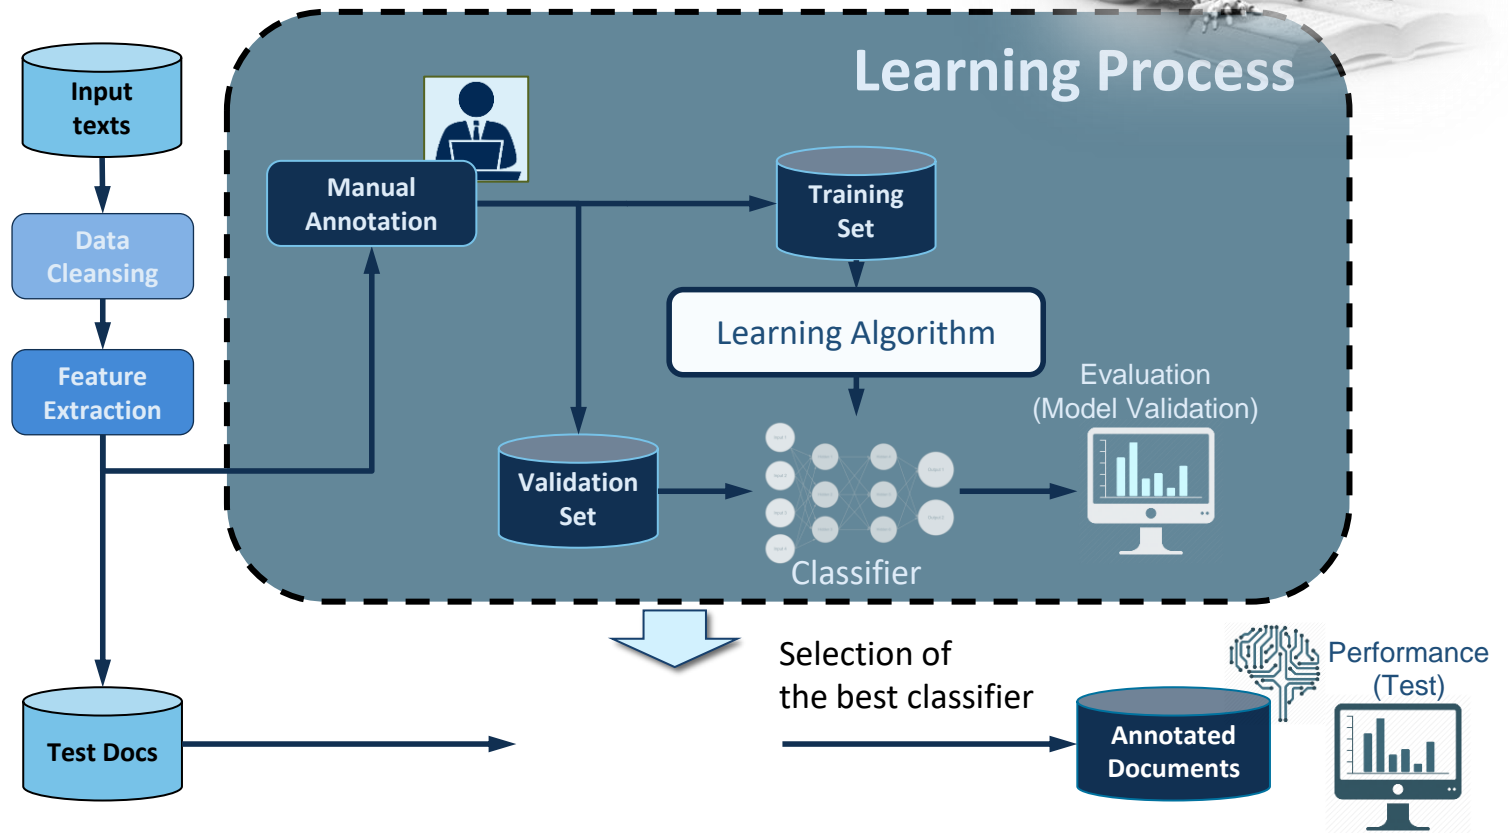 Learning Process
Input
texts
Manual
Annotation
Training
Set
Data
Cleansing
Learning Algorithm
Feature
Extraction
Evaluation
(Model Validation)
Validation
Set
Classifier
Selection of
the best classifier
Performance
(Test)
Test Docs
Annotated
Documents